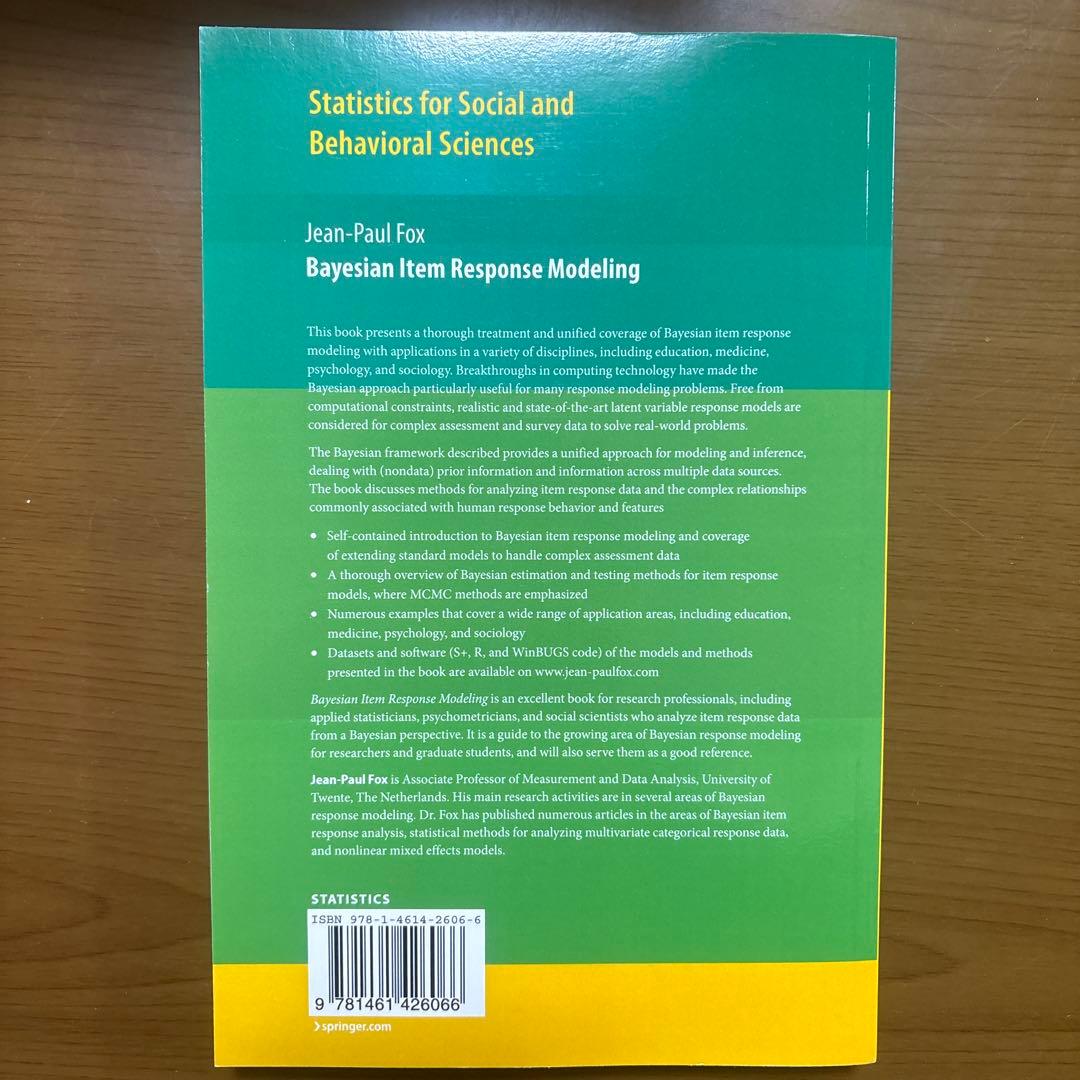 Statistics for Social and
Behavioral Sciences
Jean-Paul Fox
Bayesian Item Response Modeling
This book presents a thorough treatment and unified coverage of Bayesian item response
modeling with applications in a variety of disciplines, including education, medicine,
psychology, and sociology. Breakthroughs in computing technology have made the
Bayesian approach particularly useful for many response modeling problems. Free from
computational constraints, realistic and state-of-the-art latent variable response models are
considered for complex assessment and survey data to solve real-world problems.
The Bayesian framework described provides a unified approach for modeling and inference,
dealing with (nondata) prior information and information across multiple data sources.
The book discusses methods for analyzing item response data and the complex relationships
commonly associated with human response behavior and features
• Self-contained introduction to Bayesian item response modeling and coverage
of extending standard models to handle complex assessment data
• A thorough overview of Bayesian estimation and testing methods for item response
models, where MCMC methods are emphasized
• Numerous examples that cover a wide range of application areas, including education,
medicine, psychology, and sociology
• Datasets and software (S+, R, and WinBUGS code) of the models and methods
presented in the book are available on www.jean-paulfox.com
Bayesian Item Response Modeling is an excellent book for research professionals, including
applied statisticians, psychometricians, and social scientists who analyze item response data
from a Bayesian perspective. It is a guide to the growing area of Bayesian response modeling
for researchers and graduate students, and will also serve them as a good reference.
Jean-Paul Fox is Associate Professor of Measurement and Data Analysis, University of
Twente, The Netherlands. His main research activities are in several areas of Bayesian
response modeling. Dr. Fox has published numerous articles in the areas of Bayesian item
response analysis, statistical methods for analyzing multivariate categorical response data,
and nonlinear mixed effects models.
STATISTICS
ISBN 978-1-4614-2606-6
9 781461 426066
›springer.com